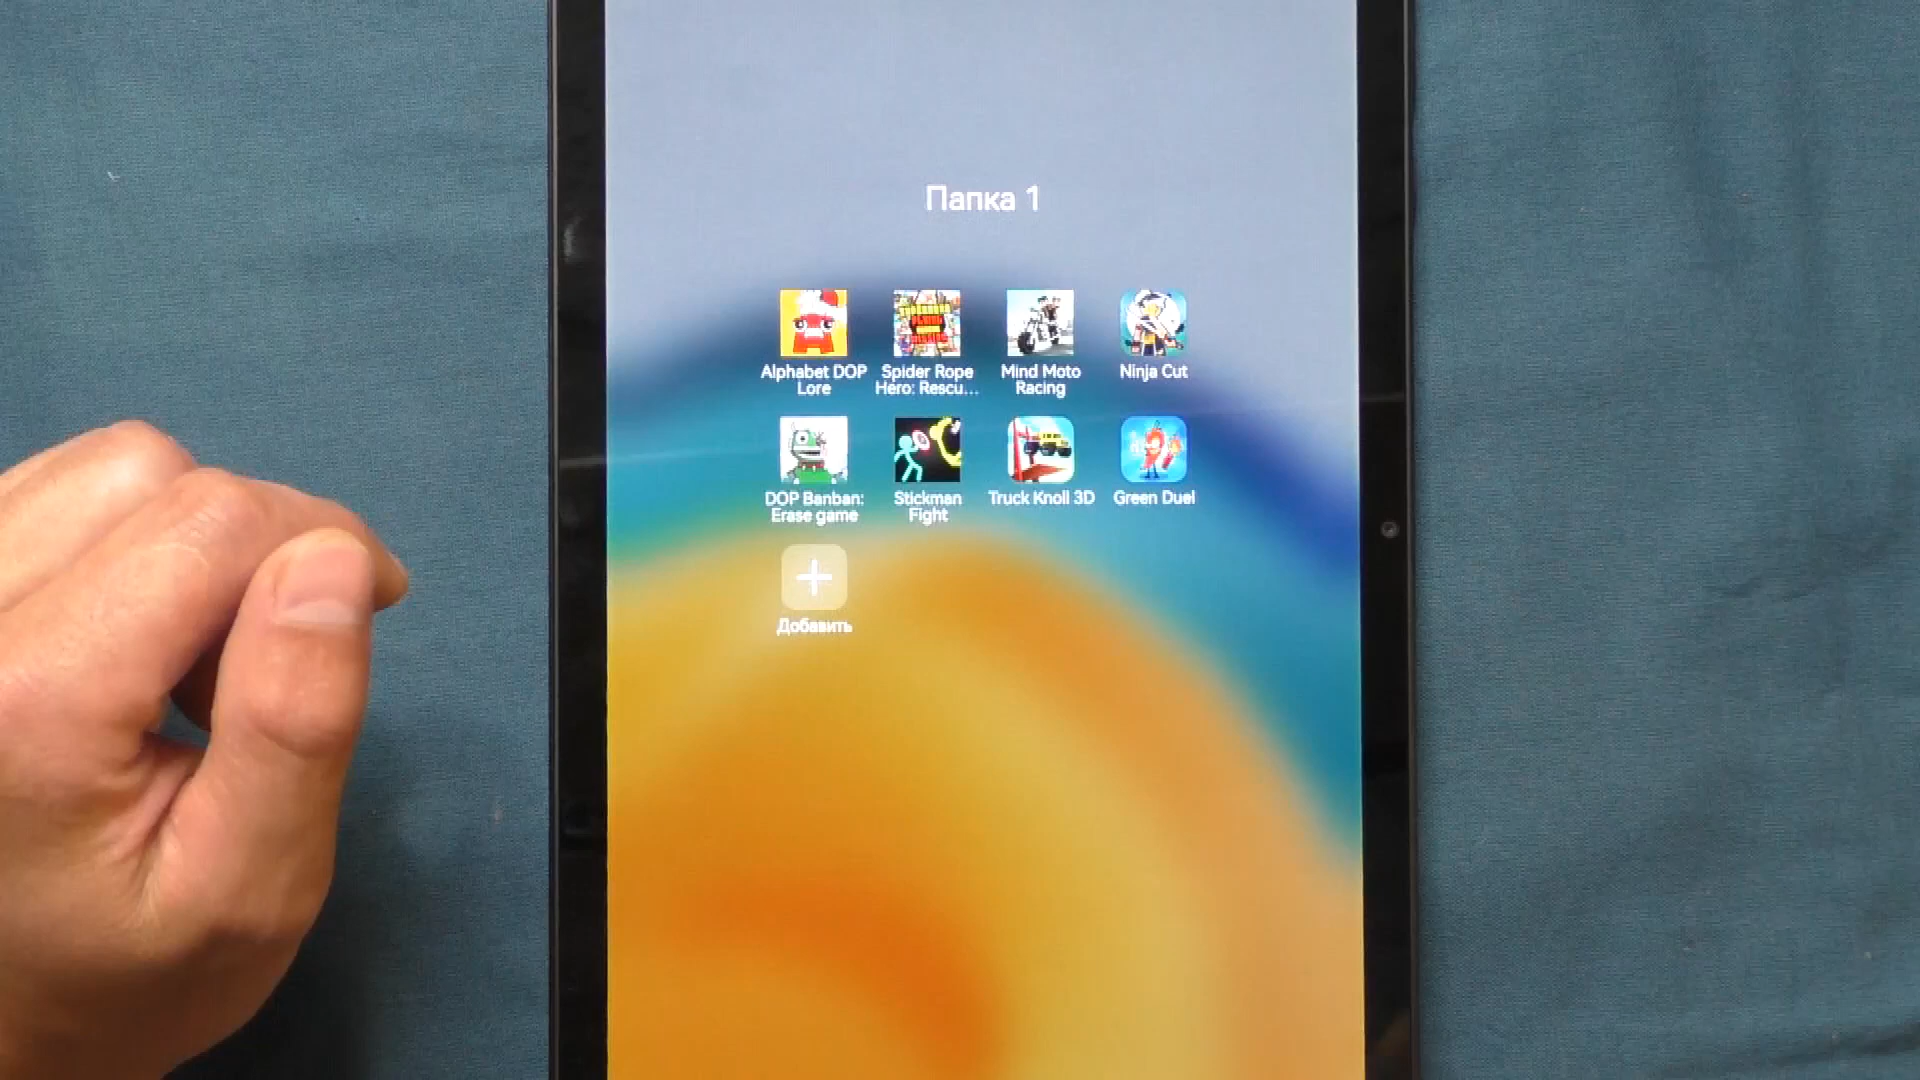 Папка 1
Alphabet DOP
Lore
Spider Rope
Hero: Rescu...
Mind Moto
Racing
Ninja Cut
DOP Banban:
Erase game
Stickman
Fight
Truck Knoll 3D
Green Duel
Добавить